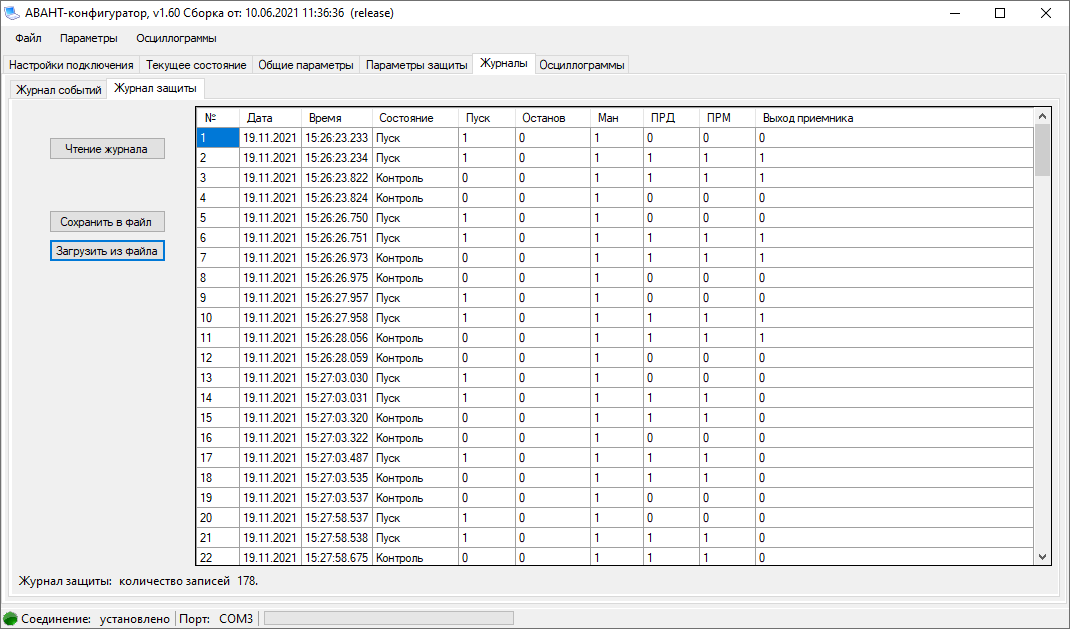 АВАНТ-конфигуратор, v1.60 Сборка от: 10.06.2021 11:36:36 (release)
Файл Параметры Осциллограммы
Настройки подключения Текущее состояние Общие параметры Параметры защиты Журналы Осциллограммы
Журнал событий Журнал защиты
Чтение журнала
Сохранить в файл
Загрузить из файла
№ Дата Время Состояние Пуск Останов Ман ПРД ПРМ Выход приемника
1 19.11.2021 15:26:23.233 Пуск 1 0 1 0 0 0
2 19.11.2021 15:26:23.234 Пуск 1 0 1 1 1 1
3 19.11.2021 15:26:23.822 Контроль 0 0 1 1 1 1
4 19.11.2021 15:26:23.824 Контроль 0 0 1 0 0 0
5 19.11.2021 15:26:26.750 Пуск 1 0 1 0 0 0
6 19.11.2021 15:26:26.751 Пуск 1 0 1 1 1 1
7 19.11.2021 15:26:26.973 Контроль 0 0 1 1 1 1
8 19.11.2021 15:26:26.975 Контроль 0 0 1 0 0 0
9 19.11.2021 15:26:27.957 Пуск 1 0 1 0 0 0
10 19.11.2021 15:26:27.958 Пуск 1 0 1 1 1 1
11 19.11.2021 15:26:28.056 Контроль 0 0 1 1 1 1
12 19.11.2021 15:26:28.059 Контроль 0 0 1 0 0 0
13 19.11.2021 15:27:03.030 Пуск 1 0 1 0 0 0
14 19.11.2021 15:27:03.031 Пуск 1 0 1 1 1 0
15 19.11.2021 15:27:03.320 Контроль 0 0 1 1 1 0
16 19.11.2021 15:27:03.322 Контроль 0 0 1 0 0 0
17 19.11.2021 15:27:03.487 Пуск 1 0 1 1 1 0
18 19.11.2021 15:27:03.535 Контроль 0 0 1 1 1 0
19 19.11.2021 15:27:03.537 Контроль 0 0 1 0 0 0
20 19.11.2021 15:27:58.537 Пуск 1 0 1 0 0 0
21 19.11.2021 15:27:58.538 Пуск 1 0 1 1 1 0
22 19.11.2021 15:27:58.675 Контроль 0 0 1 1 1 0
Журнал защиты: количество записей 178.
Соединение: установлено Порт: COM3